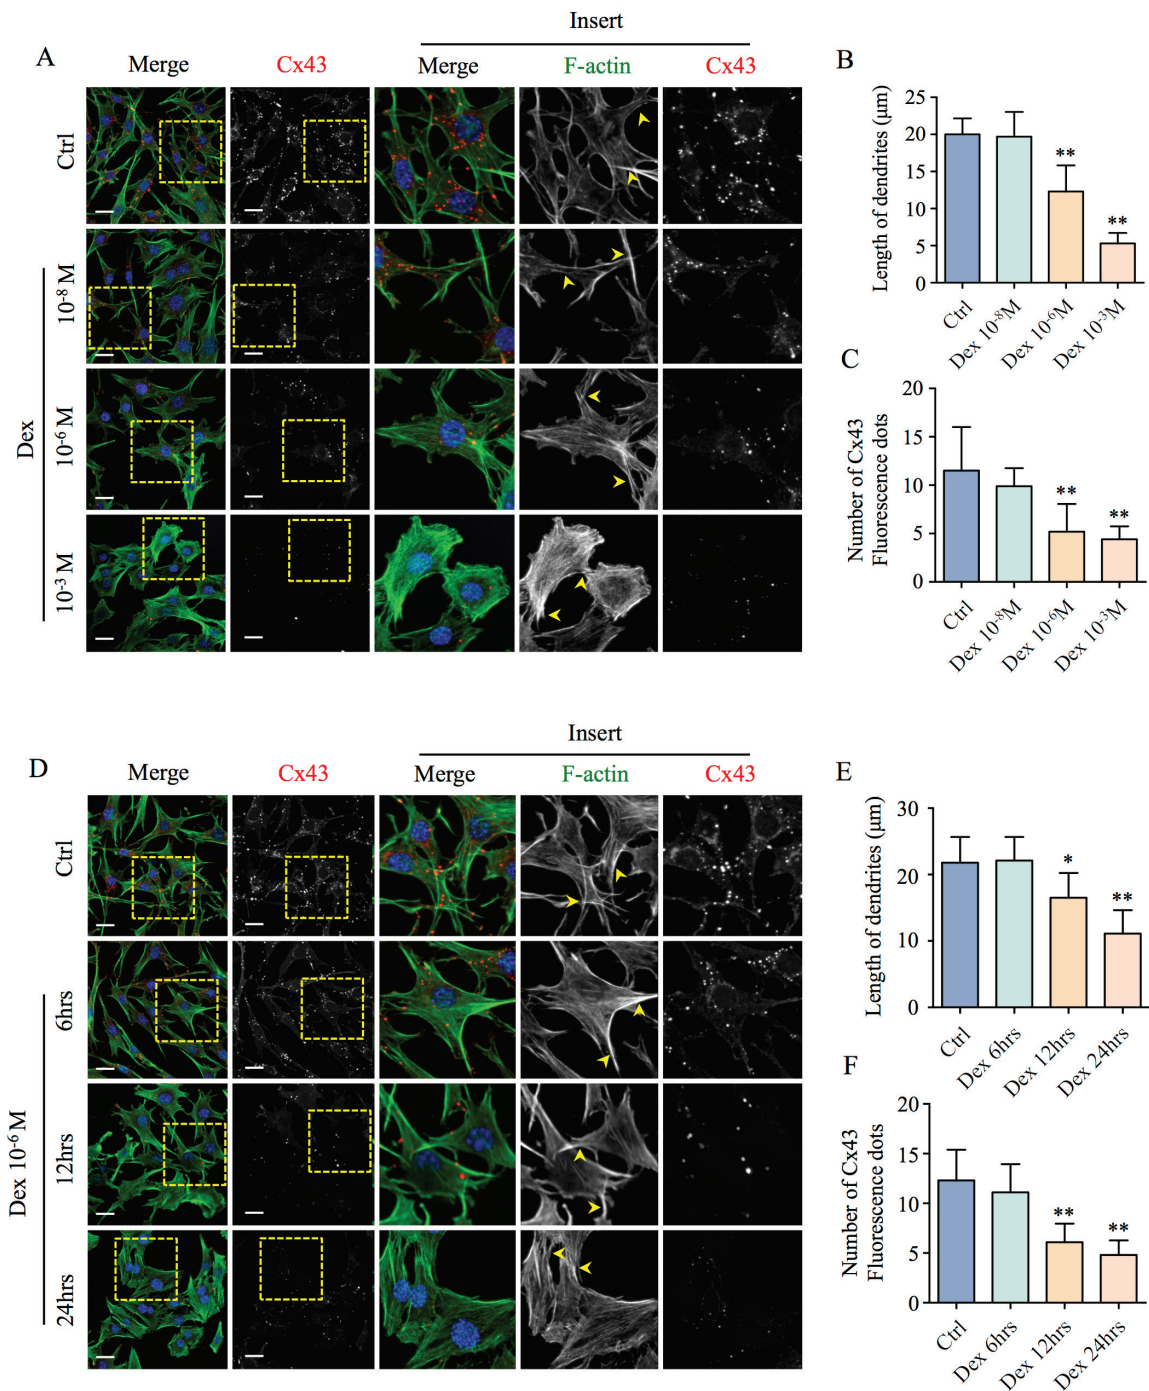 Insert
A
Merge
Cx43
Merge
F-actin
Cx43
Ctrl
Dex
10⁻⁸ M
10⁻⁶ M
10⁻³ M
B
Length of dendrites (μm)
25
20
15
10
5
0
**
**
Ctrl
Dex 10⁻⁸M
Dex 10⁻⁶M
Dex 10⁻³M
C
Number of Cx43
Fluorescence dots
20
15
10
5
0
**
**
Ctrl
Dex 10⁻⁸M
Dex 10⁻⁶M
Dex 10⁻³M
Insert
D
Merge
Cx43
Merge
F-actin
Cx43
Ctrl
Dex 10⁻⁶ M
6hrs
12hrs
24hrs
E
Length of dendrites (μm)
30
20
10
0
*
**
Ctrl
Dex 6hrs
Dex 12hrs
Dex 24hrs
F
Number of Cx43
Fluorescence dots
20
15
10
5
0
**
**
Ctrl
Dex 6hrs
Dex 12hrs
Dex 24hrs